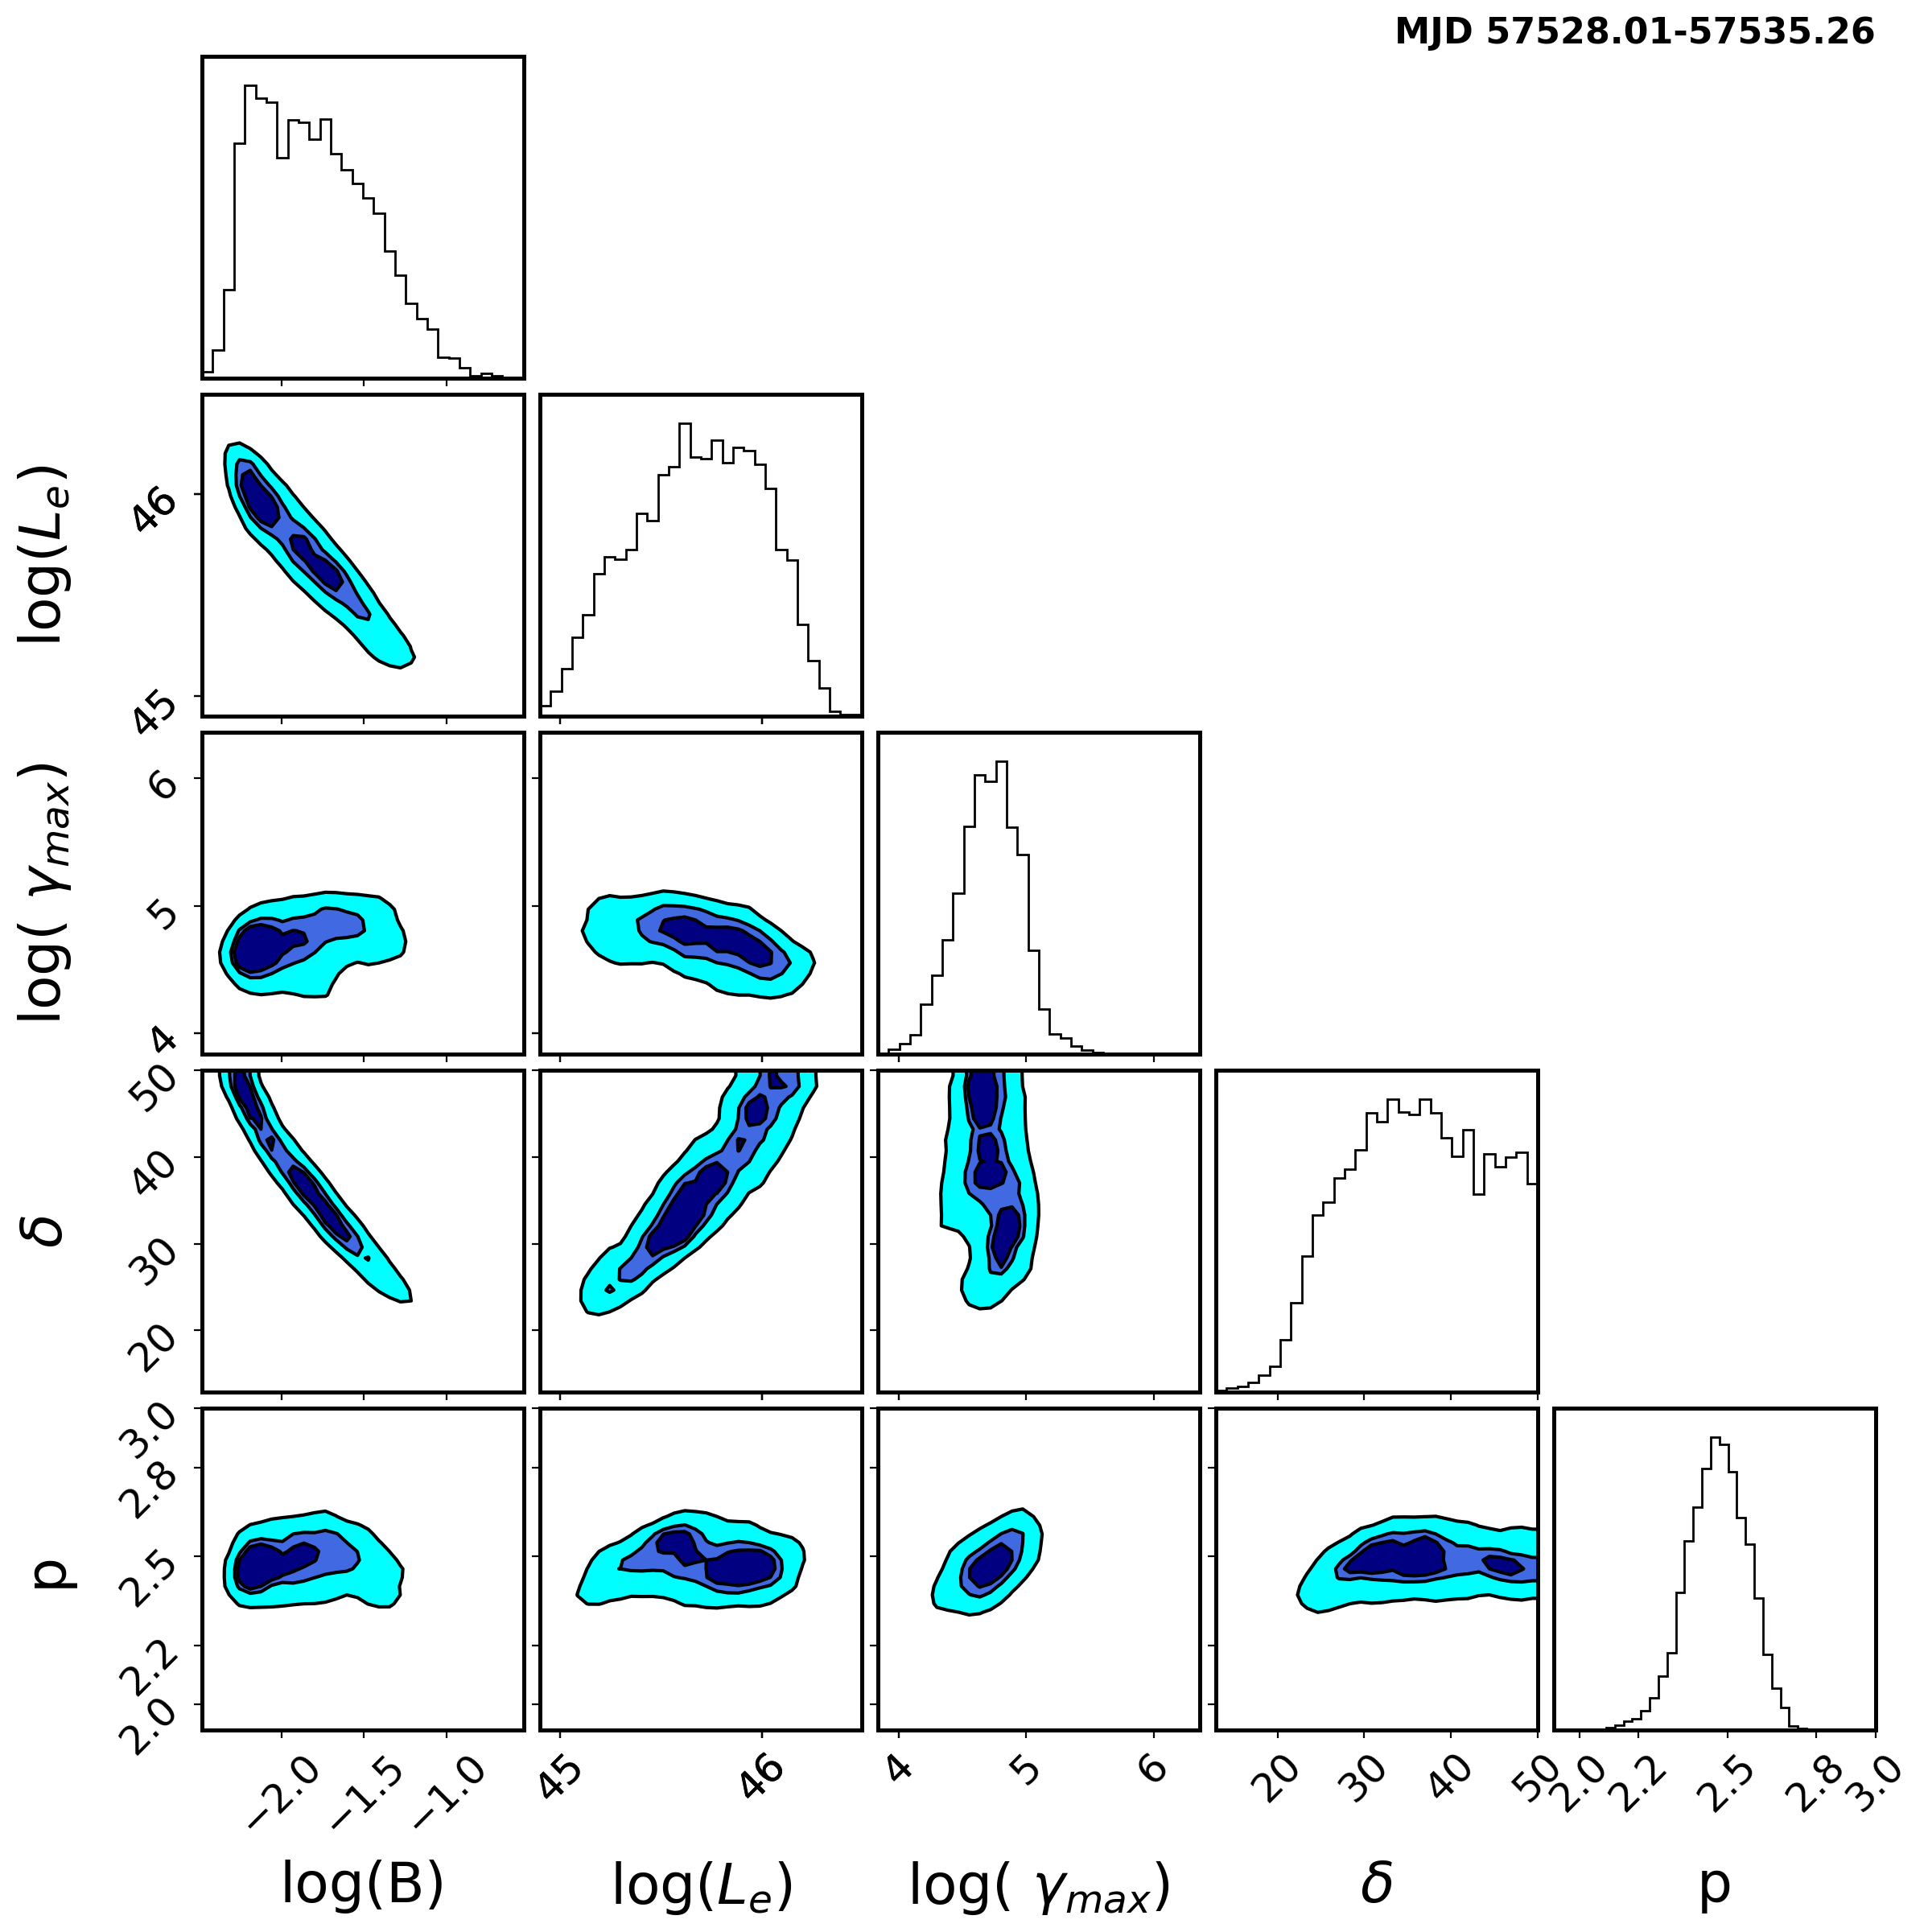 MJD 57528.01-57535.26
log(Lₑ)
46
45
log( γₘₐₓ)
6
5
4
δ
50
40
30
20
p
3.0
2.8
2.5
2.2
2.0
−2.0 −1.5 −1.0 45 46 4 5 6 20 30 40 50 2.0 2.2 2.5 2.8 3.0
log(B) log(Lₑ) log( γₘₐₓ) δ p